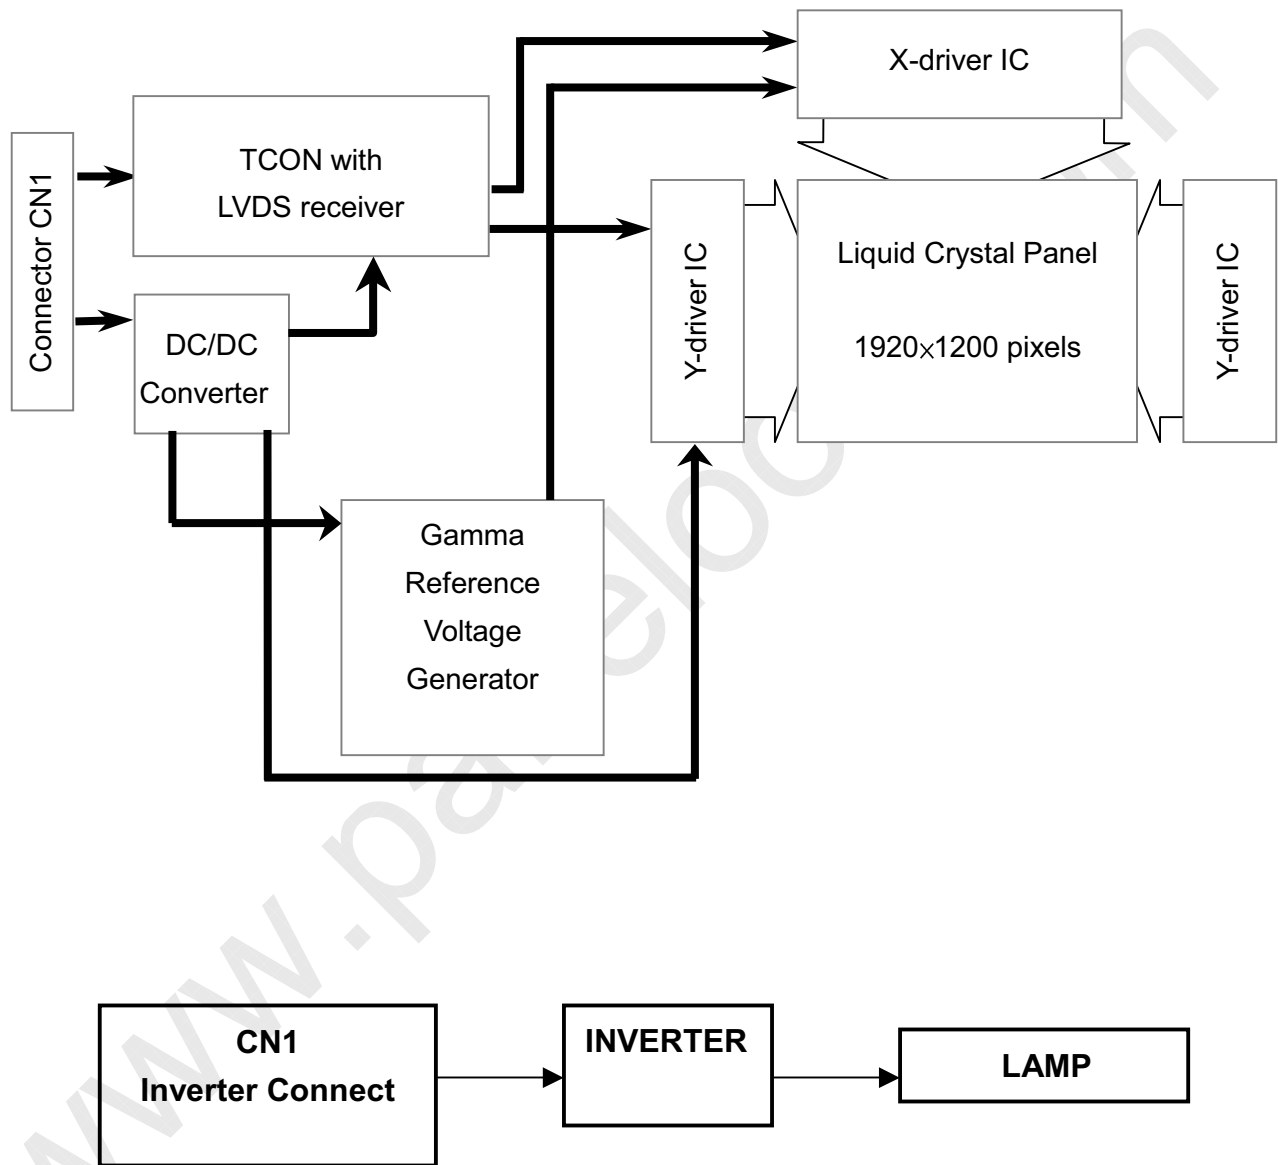 X-driver IC
TCON with
LVDS receiver
Connector CN1
Liquid Crystal Panel
1920×1200 pixels
Y-driver IC
Y-driver IC
DC/DC
Converter
Gamma
Reference
Voltage
Generator
CN1
Inverter Connect
INVERTER
LAMP